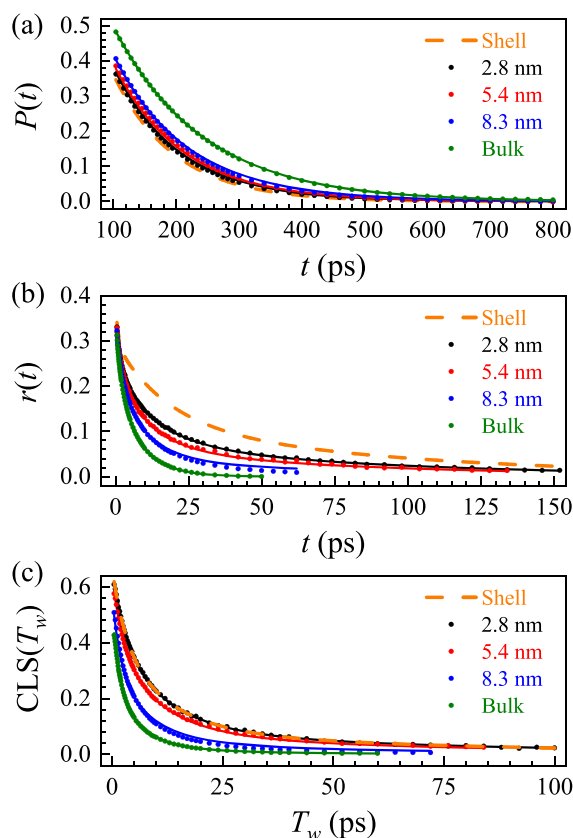 (a)
0.5
0.4
0.3
0.2
0.1
0.0
P(t)
Shell
2.8 nm
5.4 nm
8.3 nm
Bulk
100 200 300 400 500 600 700 800
t (ps)
(b)
0.4
0.3
0.2
0.1
0.0
r(t)
Shell
2.8 nm
5.4 nm
8.3 nm
Bulk
0 25 50 75 100 125 150
t (ps)
(c)
0.6
0.4
0.2
0.0
CLS(Tw)
Shell
2.8 nm
5.4 nm
8.3 nm
Bulk
0 25 50 75 100
Tw (ps)